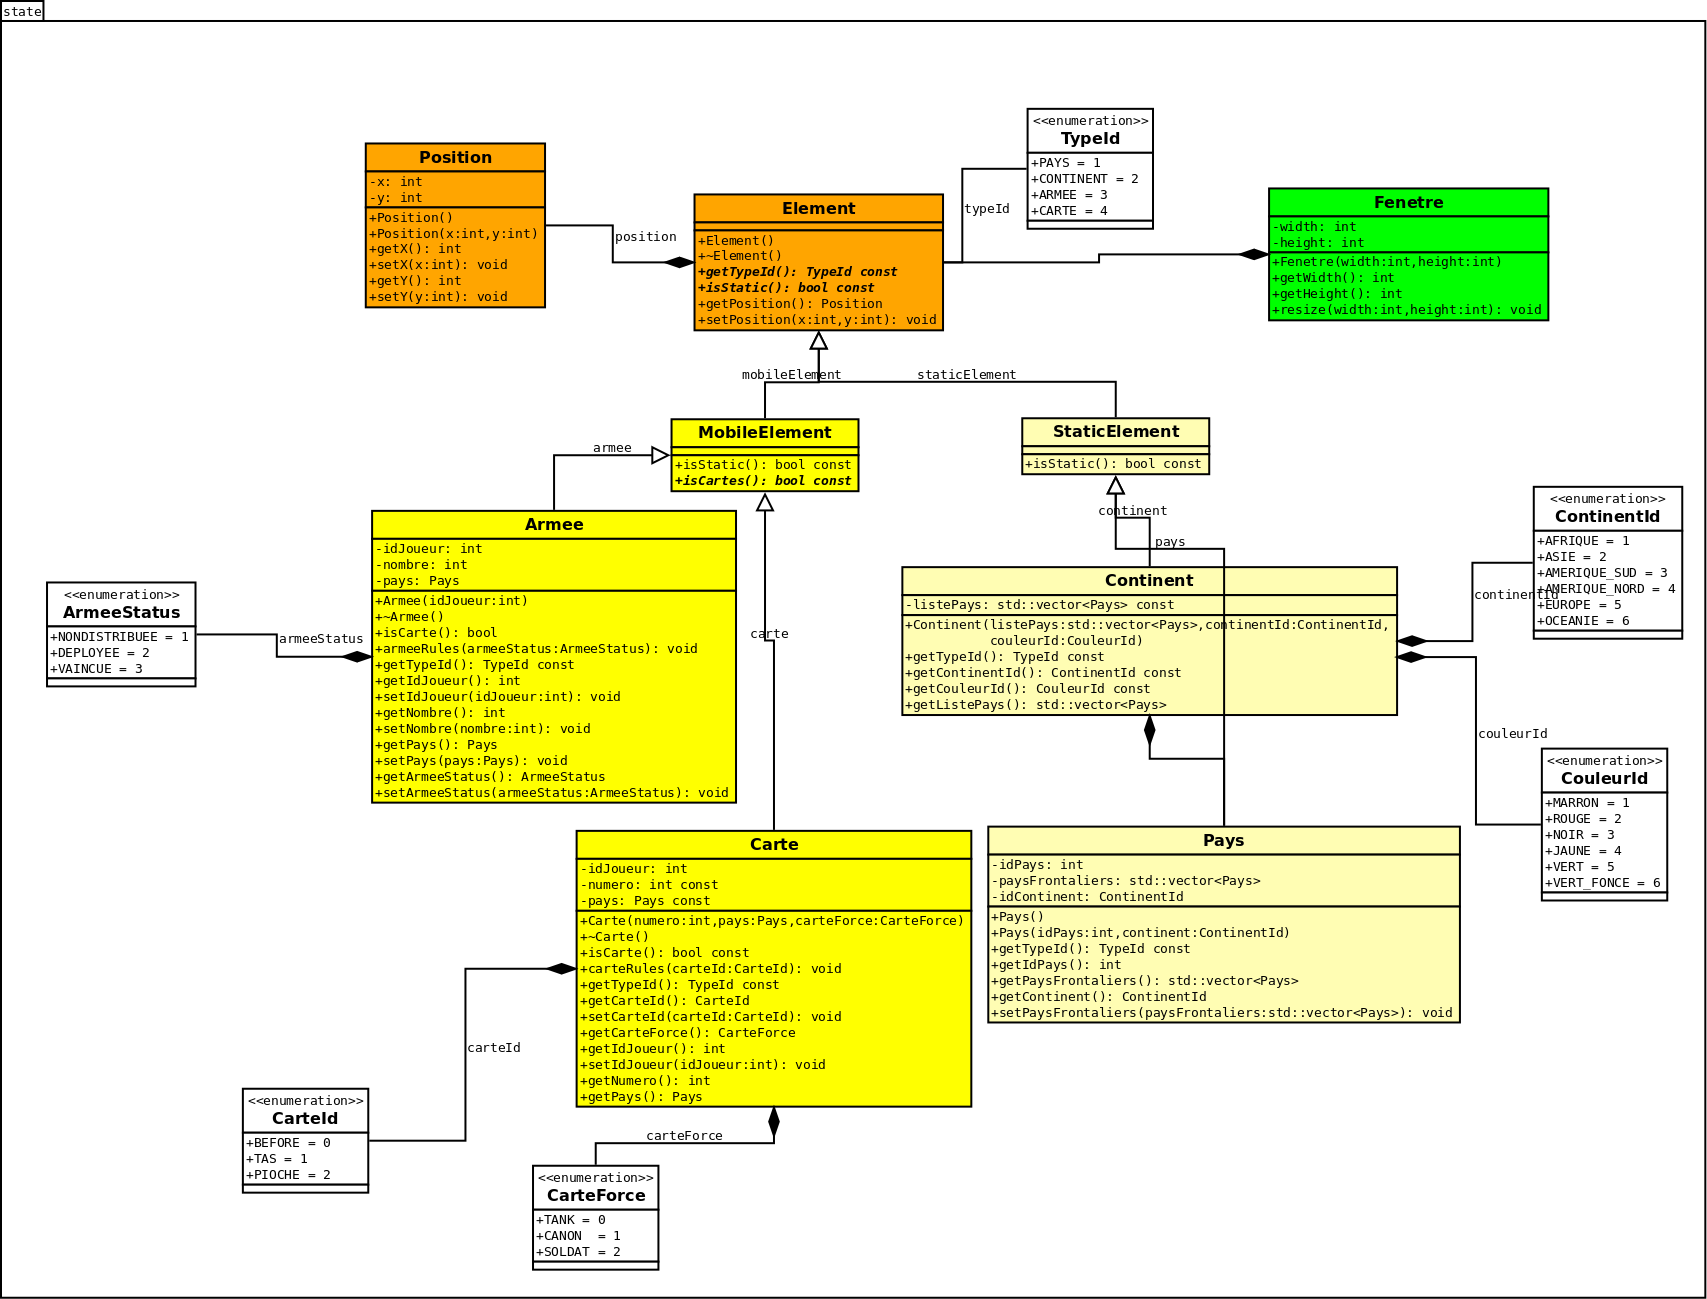 state
Position
-x: int
-y: int
+Position()
+Position(x:int,y:int)
+getX(): int
+setX(x:int): void
+getY(): int
+setY(y:int): void
position
Element
+Element()
+~Element()
+getTypeId(): TypeId const
+isStatic(): bool const
+getPosition(): Position
+setPosition(x:int,y:int): void
typeId
<<enumeration>>
TypeId
+PAYS = 1
+CONTINENT = 2
+ARMEE = 3
+CARTE = 4
Fenetre
-width: int
-height: int
+Fenetre(width:int,height:int)
+getWidth(): int
+getHeight(): int
+resize(width:int,height:int): void
mobileElement
staticElement
MobileElement
+isStatic(): bool const
+isCartes(): bool const
StaticElement
+isStatic(): bool const
armee
continent
pays
carte
Armee
-idJoueur: int
-nombre: int
-pays: Pays
+Armee(idJoueur:int)
+~Armee()
+isCarte(): bool
+armeeRules(armeeStatus:ArmeeStatus): void
+getTypeId(): TypeId const
+getIdJoueur(): int
+setIdJoueur(idJoueur:int): void
+getNombre(): int
+setNombre(nombre:int): void
+getPays(): Pays
+setPays(pays:Pays): void
+getArmeeStatus(): ArmeeStatus
+setArmeeStatus(armeeStatus:ArmeeStatus): void
<<enumeration>>
ArmeeStatus
+NONDISTRIBUEE = 1
+DEPLOYEE = 2
+VAINCUE = 3
armeeStatus
Continent
-listePays: std::vector<Pays> const
+Continent(listePays:std::vector<Pays>,continentId:ContinentId,
couleurId:CouleurId)
+getTypeId(): TypeId const
+getContinentId(): ContinentId const
+getCouleurId(): CouleurId const
+getListePays(): std::vector<Pays>
continentId
<<enumeration>>
ContinentId
+AFRIQUE = 1
+ASIE = 2
+AMERIQUE_SUD = 3
+AMERIQUE_NORD = 4
+EUROPE = 5
+OCEANIE = 6
couleurId
<<enumeration>>
CouleurId
+MARRON = 1
+ROUGE = 2
+NOIR = 3
+JAUNE = 4
+VERT = 5
+VERT_FONCE = 6
Carte
-idJoueur: int
-numero: int const
-pays: Pays const
+Carte(numero:int,pays:Pays,carteForce:CarteForce)
+~Carte()
+isCarte(): bool const
+carteRules(carteId:CarteId): void
+getTypeId(): TypeId const
+getCarteId(): CarteId
+setCarteId(carteId:CarteId): void
+getCarteForce(): CarteForce
+getIdJoueur(): int
+setIdJoueur(idJoueur:int): void
+getNumero(): int
+getPays(): Pays
Pays
-idPays: int
-paysFrontaliers: std::vector<Pays>
-idContinent: ContinentId
+Pays()
+Pays(idPays:int,continent:ContinentId)
+getTypeId(): TypeId const
+getIdPays(): int
+getPaysFrontaliers(): std::vector<Pays>
+getContinent(): ContinentId
+setPaysFrontaliers(paysFrontaliers:std::vector<Pays>): void
carteId
<<enumeration>>
CarteId
+BEFORE = 0
+TAS = 1
+PIOCHE = 2
carteForce
<<enumeration>>
CarteForce
+TANK = 0
+CANON  = 1
+SOLDAT = 2